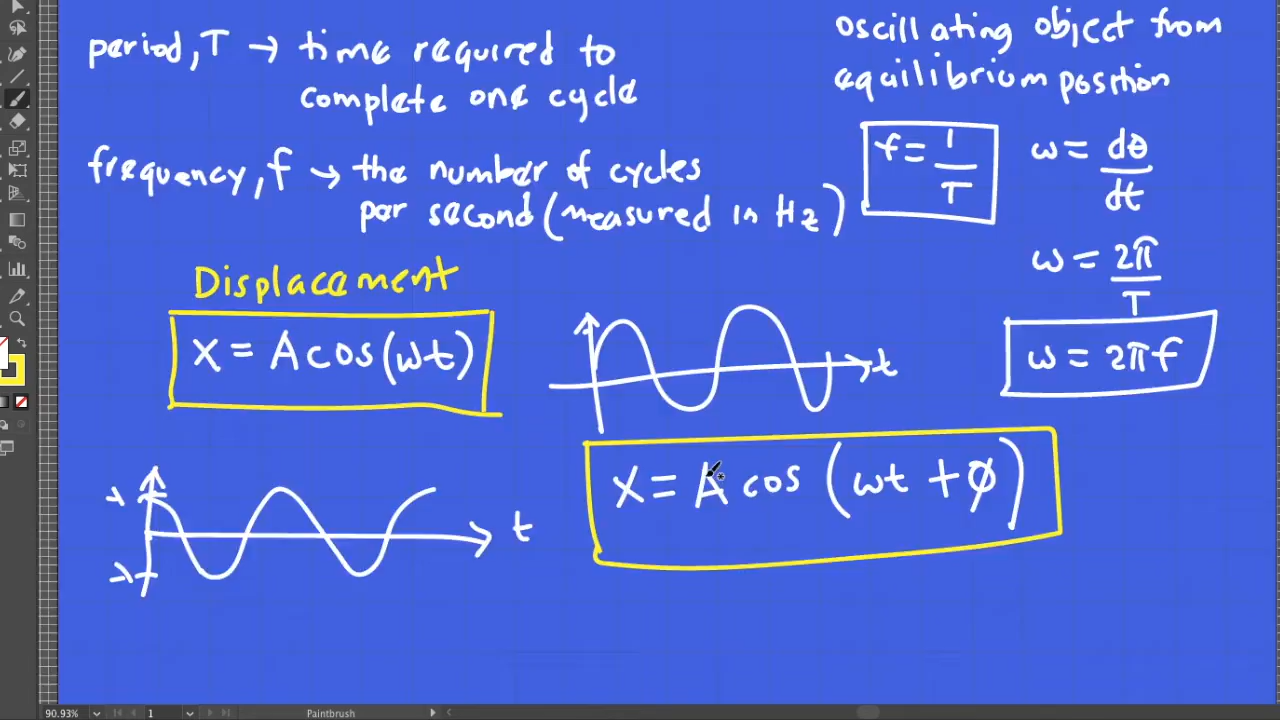 period, T → time required to
complete one cycle
oscillating object from
equilibrium position
frequency, f → the number of cycles
per second (measured in Hz)
f = 1/T
ω = dθ/dt
ω = 2π/T
ω = 2πf
Displacement
x = A cos(ωt)
t
x = A cos (ωt + φ)
t
90.93%
1
Paintbrush